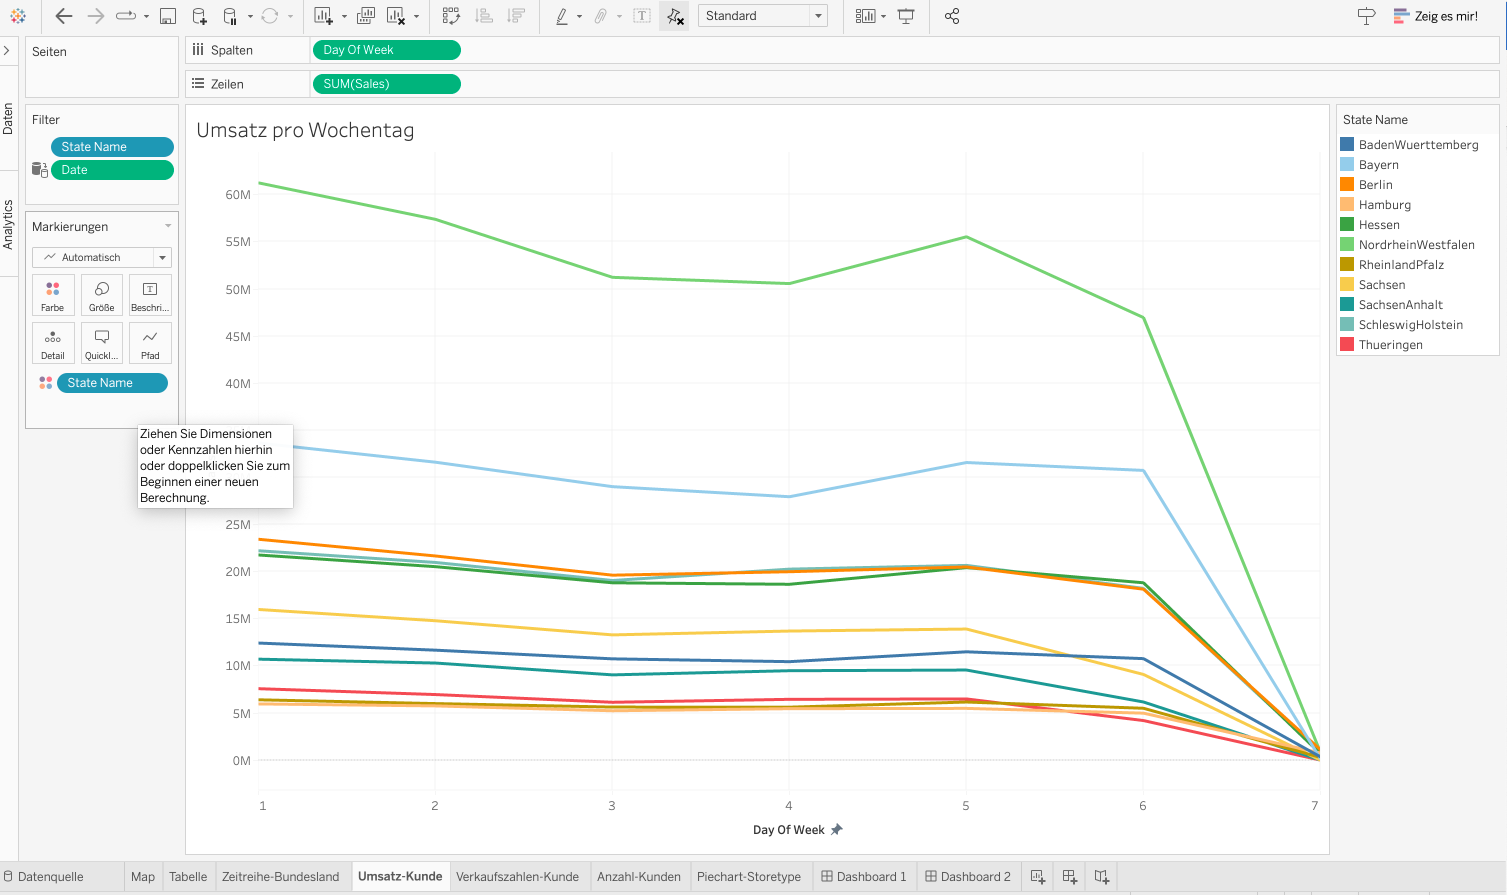 Standard
Zeig es mir!
Seiten
Spalten
Day Of Week
Zeilen
SUM(Sales)
Daten
Analytics
Filter
State Name
Date
Markierungen
Automatisch
Farbe
Größe
Beschri...
Detail
Quickl...
Pfad
State Name
Ziehen Sie Dimensionen
oder Kennzahlen hierhin
oder doppelklicken Sie zum
Beginnen einer neuen
Berechnung.
Umsatz pro Wochentag
60M
55M
50M
45M
40M
25M
20M
15M
10M
5M
0M
1 2 3 4 5 6 7
Day Of Week
State Name
BadenWuerttemberg
Bayern
Berlin
Hamburg
Hessen
NordrheinWestfalen
RheinlandPfalz
Sachsen
SachsenAnhalt
SchleswigHolstein
Thueringen
Datenquelle Map Tabelle Zeitreihe-Bundesland Umsatz-Kunde Verkaufszahlen-Kunde Anzahl-Kunden Piechart-Storetype Dashboard 1 Dashboard 2